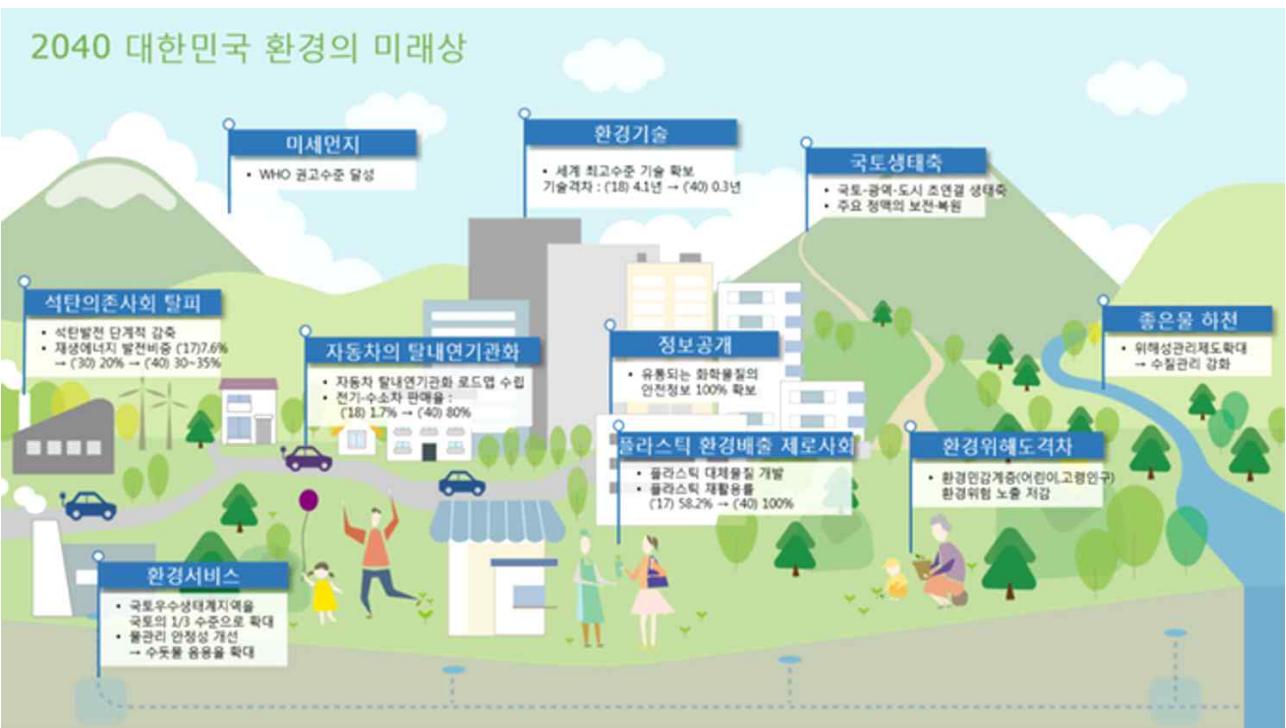 2040 대한민국 환경의 미래상
미세먼지
• WHO 권고수준 달성
환경기술
• 세계 최고수준 기술 확보
기술격차 : ('18) 4.1년 → ('40) 0.3년
국토생태축
• 국토-광역-도시 초연결 생태축
• 주요 정맥의 보전·복원
석탄의존사회 탈피
• 석탄발전 단계적 감축
• 재생에너지 발전비중 ('17)7.6%
→ ('30) 20% → ('40) 30~35%
자동차의 탈내연기관화
• 자동차 탈내연기관화 로드맵 수립
• 전기·수소차 판매율 :
('18) 1.7% → ('40) 80%
정보공개
• 유통되는 화학물질의
안전정보 100% 확보
좋은물 하천
• 위해성관리제도확대
→ 수질관리 강화
플라스틱 환경배출 제로사회
• 플라스틱 대체물질 개발
• 플라스틱 재활용률
('17) 58.2% → ('40) 100%
환경위해도격차
• 환경민감계층(어린이,고령인구)
환경위험 노출 저감
환경서비스
• 국토우수생태계지역을
국토의 1/3 수준으로 확대
• 물관리 안정성 개선
→ 수돗물 음용율 확대